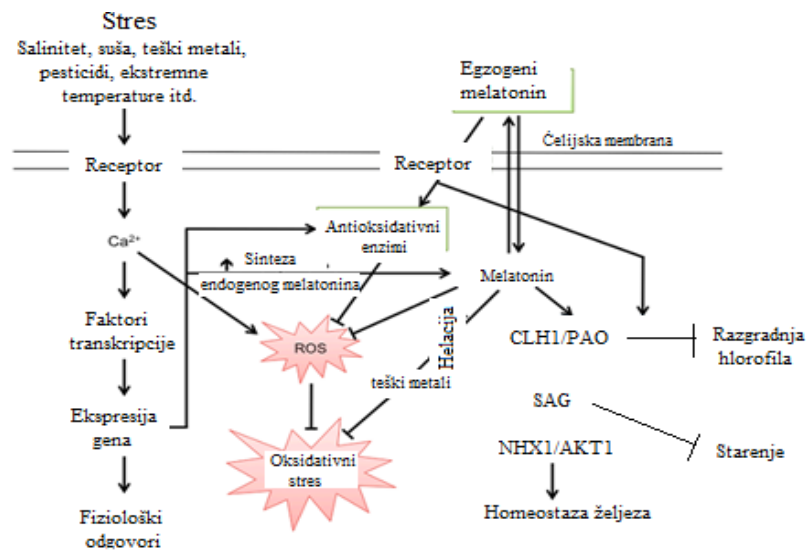 Stres
Salinitet, suša, teški metali,
pesticidi, ekstremne
temperature itd.
Egzogeni
melatonin
Ćelijska membrana
Receptor
Receptor
Ca²⁺
Antioksidativni
enzimi
Sinteza
endogenog melatonina
Melatonin
Faktori
transkripcije
ROS
Helacija
CLH1/PAO
Razgradnja
hlorofila
teški metali
SAG
Ekspresija
gena
NHX1/AKT1
Starenje
Oksidativni
stres
Fiziološki
odgovori
Homeostaza željeza